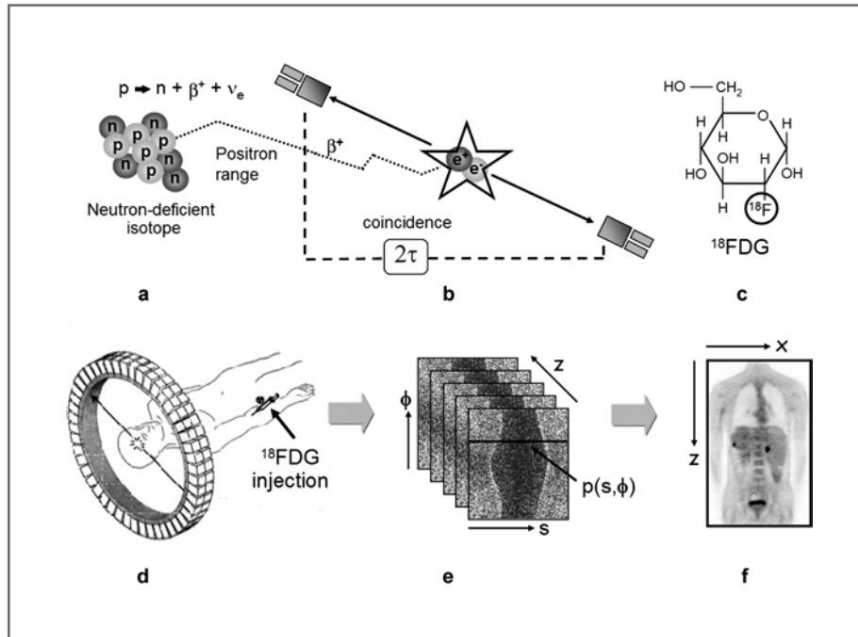 p → n + β⁺ + νₑ
n
p
n
p
p
p
n
p
n
n
p
n
Positron
range
β⁺
e⁺
e⁻
Neutron-deficient
isotope
coincidence
2τ
HO
CH₂
O
H
H
H
H
OH
H
HO
OH
H
¹⁸F
¹⁸FDG
a
b
c
¹⁸FDG
injection
z
ϕ
p(s,ϕ)
s
x
z
d
e
f